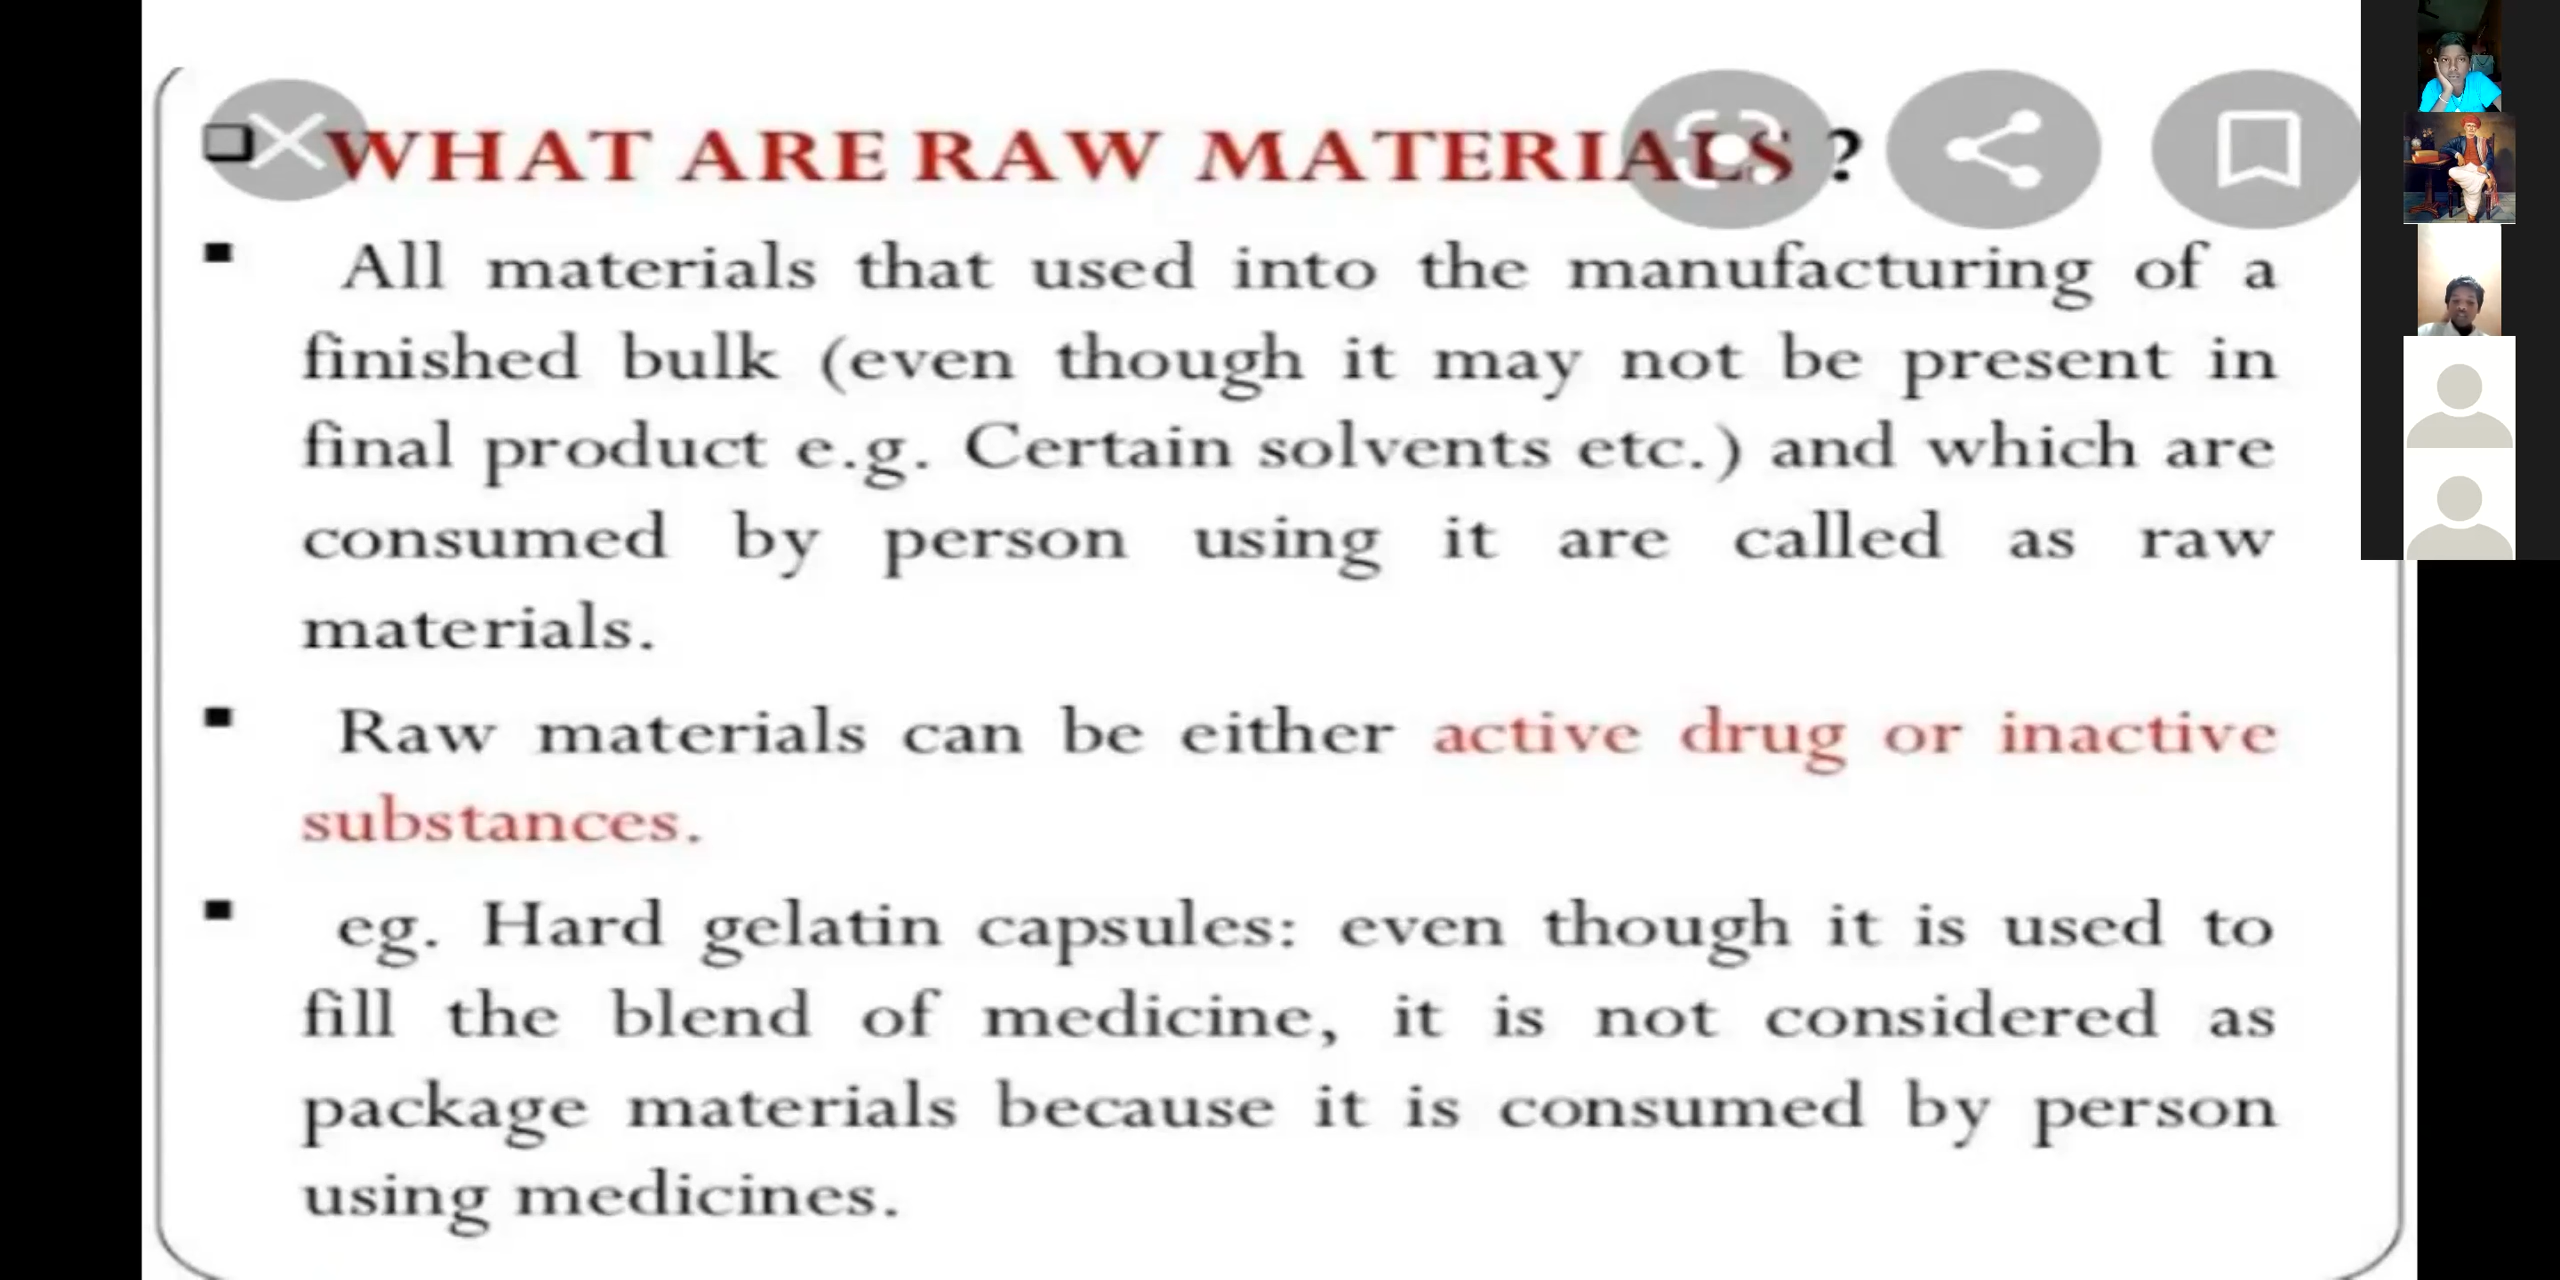 WHAT ARE RAW MATERIALS ?
All materials that used into the manufacturing of a
finished bulk (even though it may not be present in
final product e.g. Certain solvents etc.) and which are
consumed by person using it are called as raw
materials.
Raw materials can be either active drug or inactive
substances.
eg. Hard gelatin capsules: even though it is used to
fill the blend of medicine, it is not considered as
package materials because it is consumed by person
using medicines.